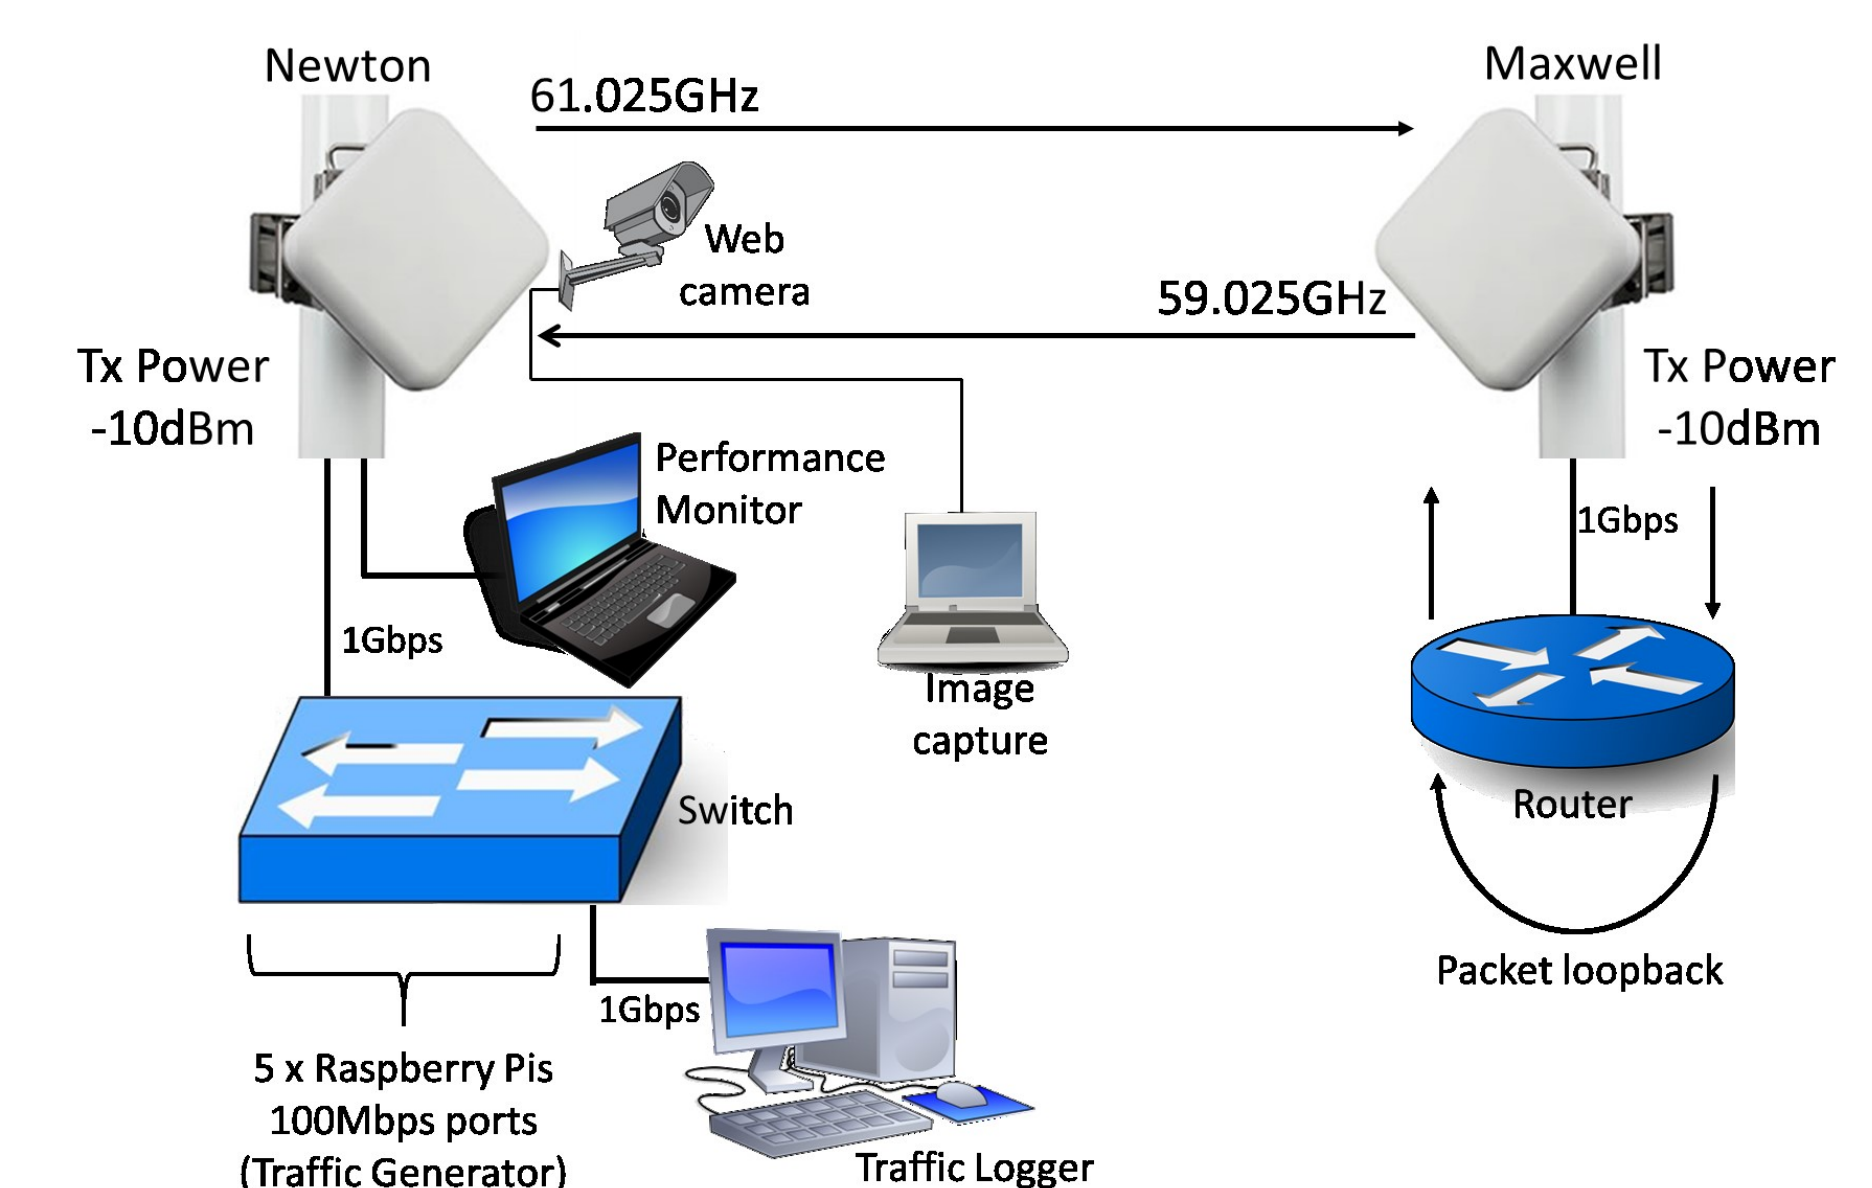 Newton
Maxwell
61.025GHz
Web
camera
59.025GHz
Tx Power
-10dBm
Tx Power
-10dBm
Performance
Monitor
1Gbps
1Gbps
Image
capture
Switch
Router
Packet loopback
1Gbps
5 x Raspberry Pis
100Mbps ports
(Traffic Generator)
Traffic Logger